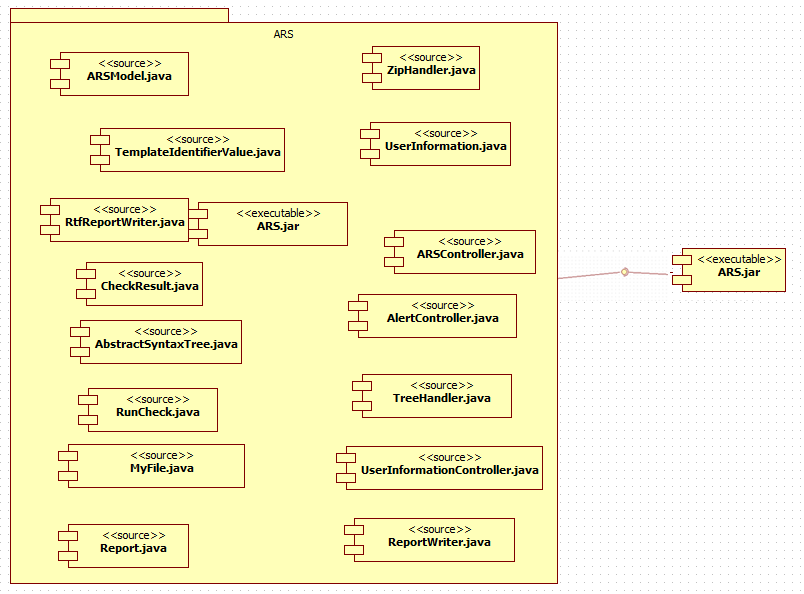 ARS
<<source>>
ARSModel.java
<<source>>
ZipHandler.java
<<source>>
TemplateIdentifierValue.java
<<source>>
UserInformation.java
<<source>>
RtfReportWriter.java
<<executable>>
ARS.jar
<<source>>
ARSController.java
<<executable>>
ARS.jar
<<source>>
CheckResult.java
<<source>>
AlertController.java
<<source>>
AbstractSyntaxTree.java
<<source>>
TreeHandler.java
<<source>>
RunCheck.java
<<source>>
MyFile.java
<<source>>
UserInformationController.java
<<source>>
Report.java
<<source>>
ReportWriter.java